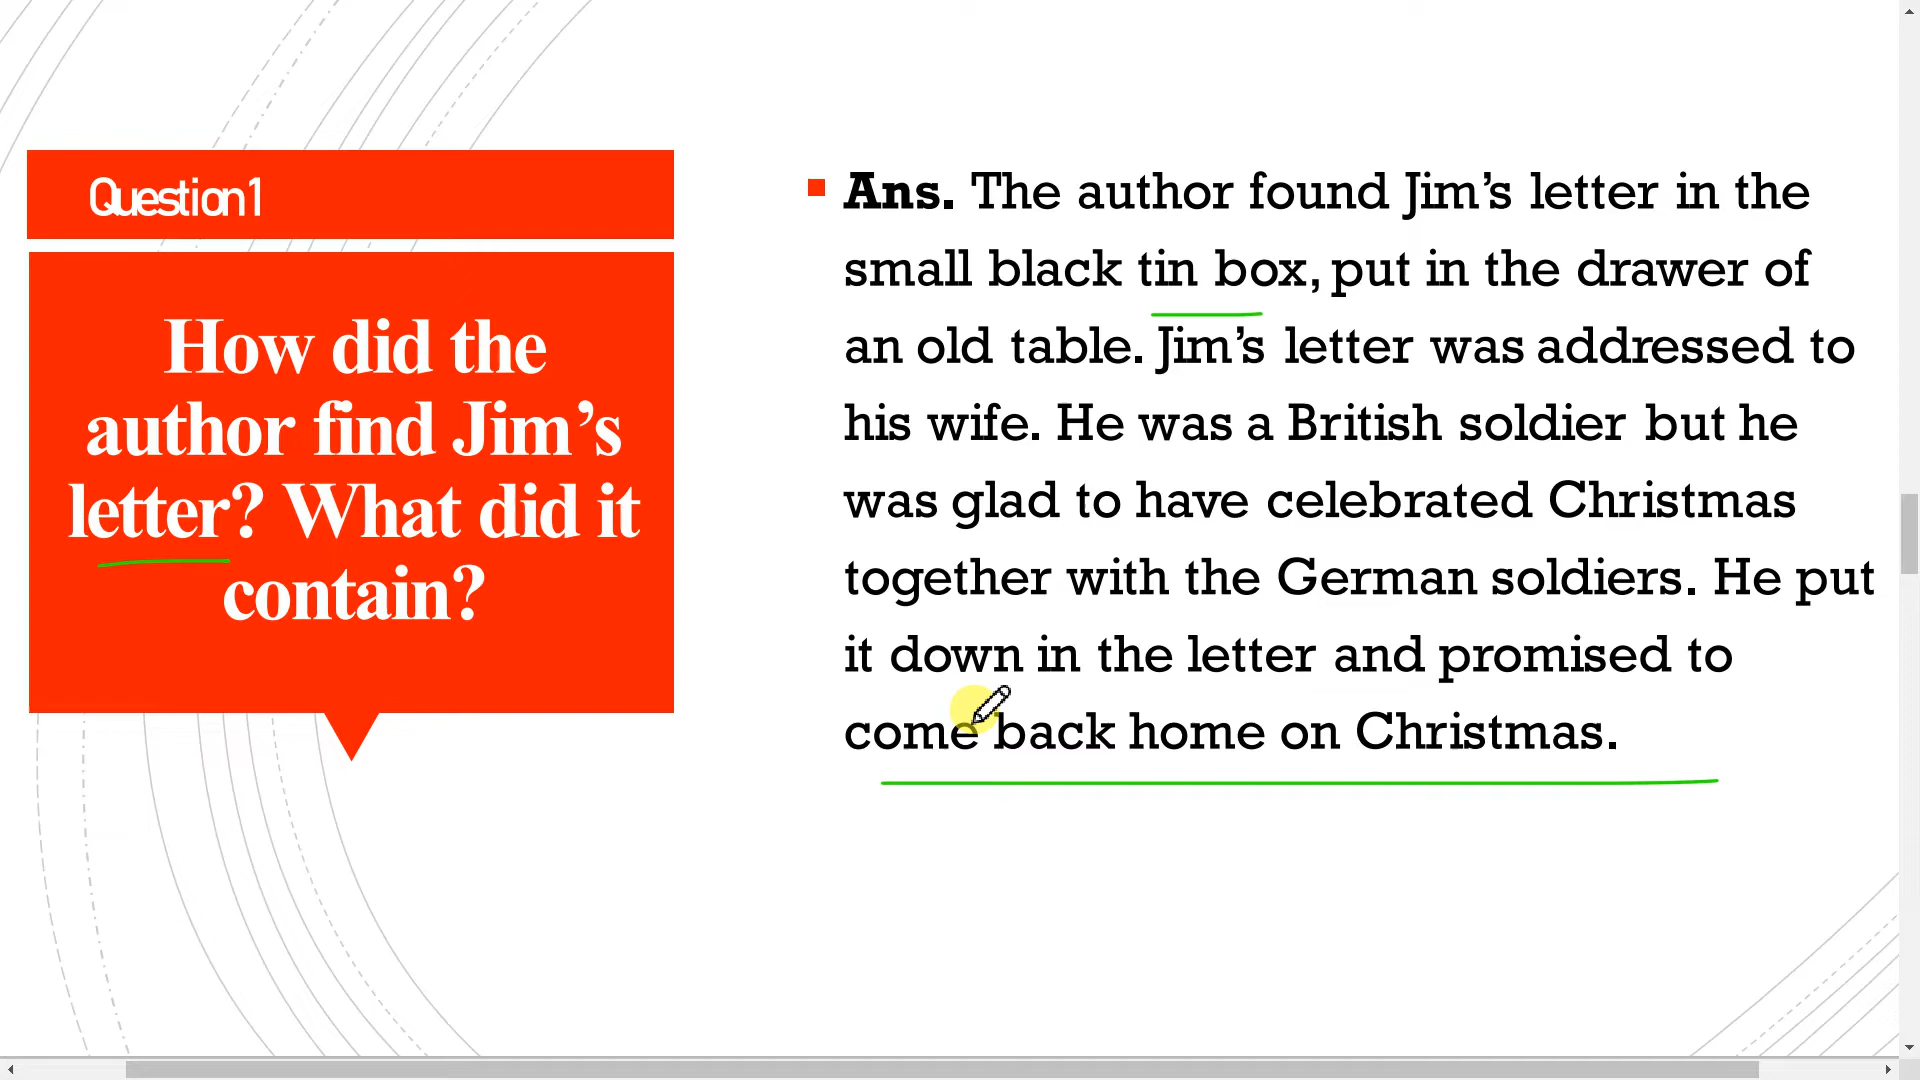 Question1
How did the
author find Jim’s
letter? What did it
contain?
Ans. The author found Jim’s letter in the
small black tin box, put in the drawer of
an old table. Jim’s letter was addressed to
his wife. He was a British soldier but he
was glad to have celebrated Christmas
together with the German soldiers. He put
it down in the letter and promised to
come back home on Christmas.